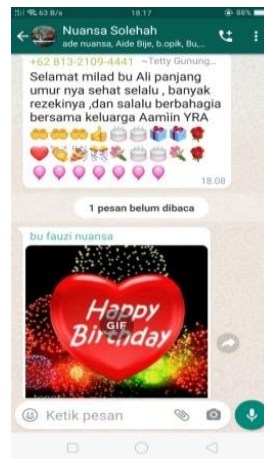 63 B/s
18.17
88%
Nuansa Solehah
ade nuansa, Aide Bije, b.opik, Bu,...
+62 813-2109-4441 ~Tetty Gunung...
Selamat milad bu Ali panjang
umur nya sehat selalu , banyak
rezekinya ,dan salalu berbahagia
bersama keluarga Aamiin YRA
18.08
1 pesan belum dibaca
bu fauzi nuansa
Happy
GIF
Birthday
Ketik pesan